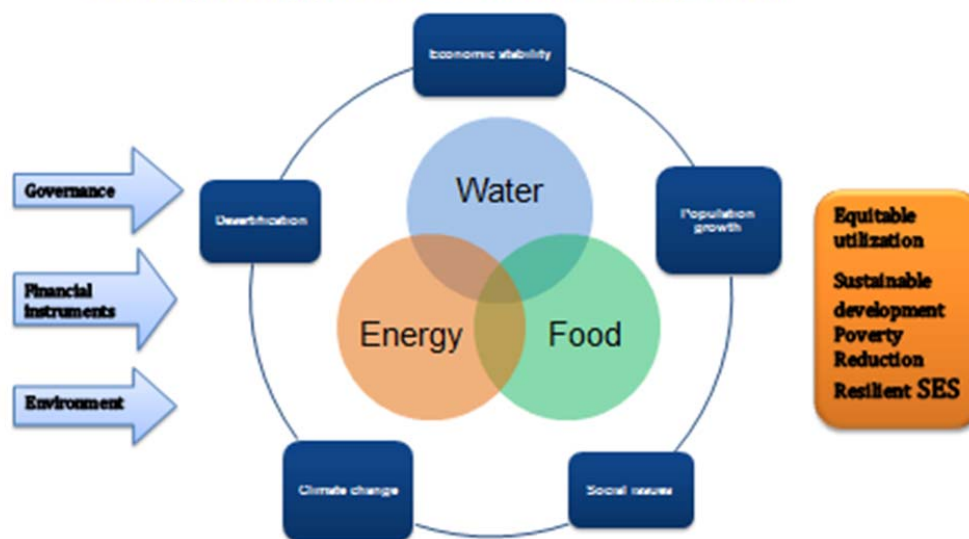 Economic stability
Governance
Desertification
Water
Population
growth
Equitable
utilization
Financial
instruments
Energy
Food
Sustainable
development
Poverty
Reduction
Resilient SES
Environment
Climate change
Social issues